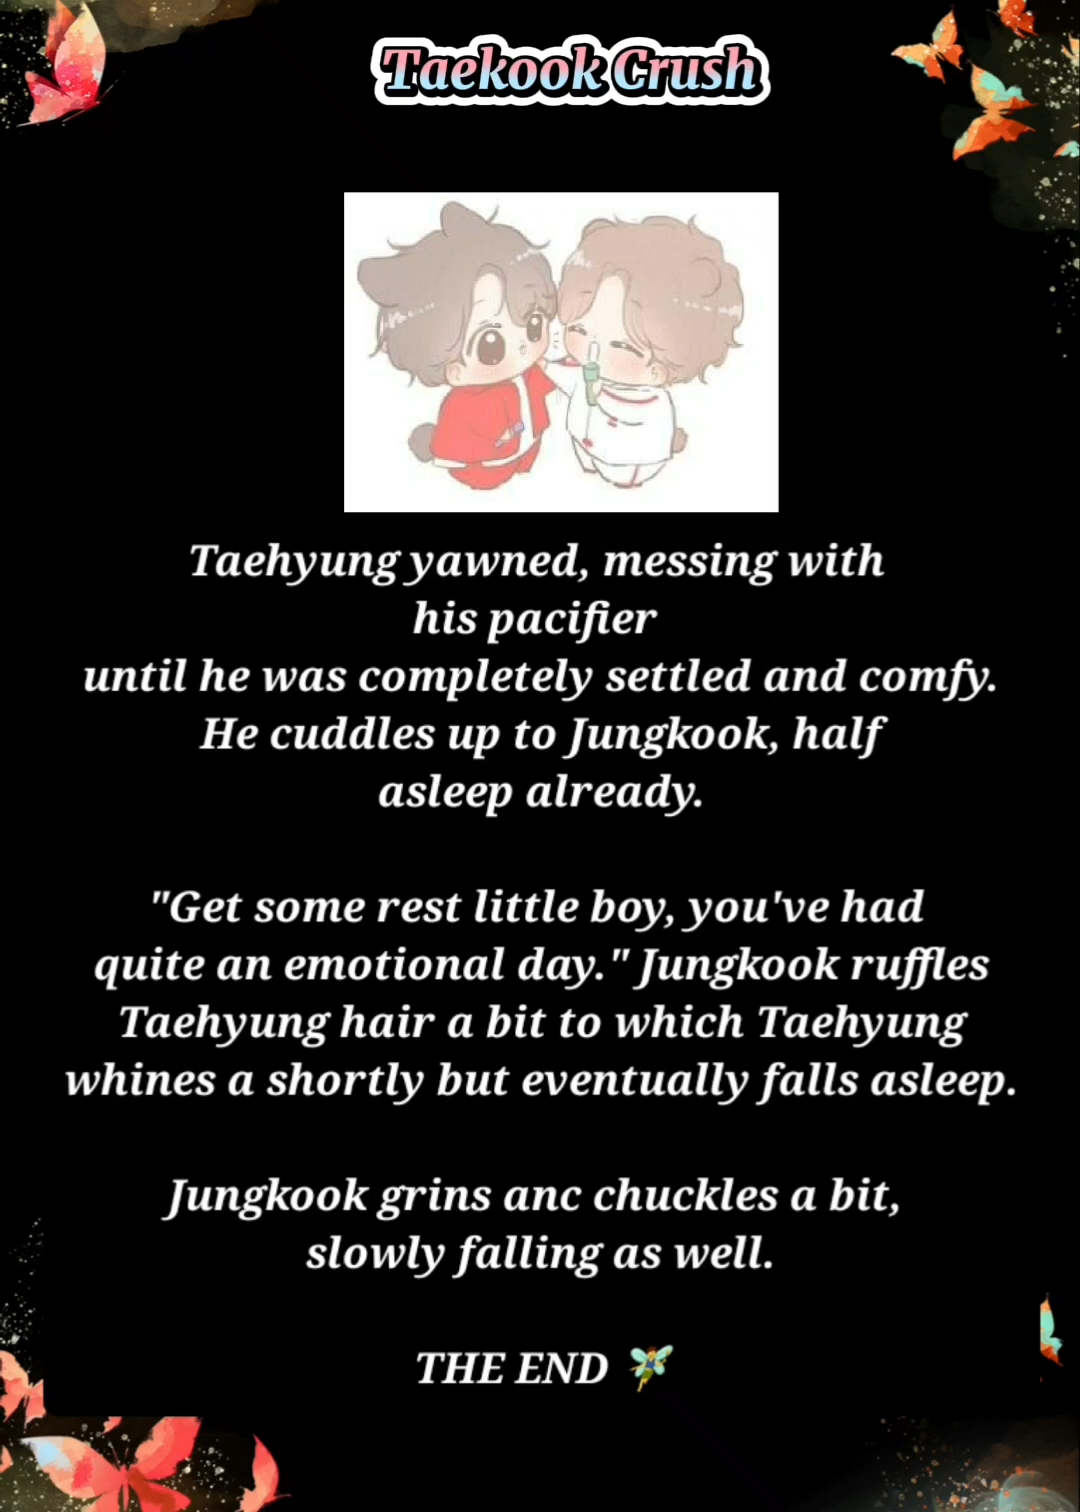 Taekook Crush
Taehyung yawned, messing with
his pacifier
until he was completely settled and comfy.
He cuddles up to Jungkook, half
asleep already.
"Get some rest little boy, you've had
quite an emotional day." Jungkook ruffles
Taehyung hair a bit to which Taehyung
whines a shortly but eventually falls asleep.
Jungkook grins anc chuckles a bit,
slowly falling as well.
THE END 🧚‍♂️